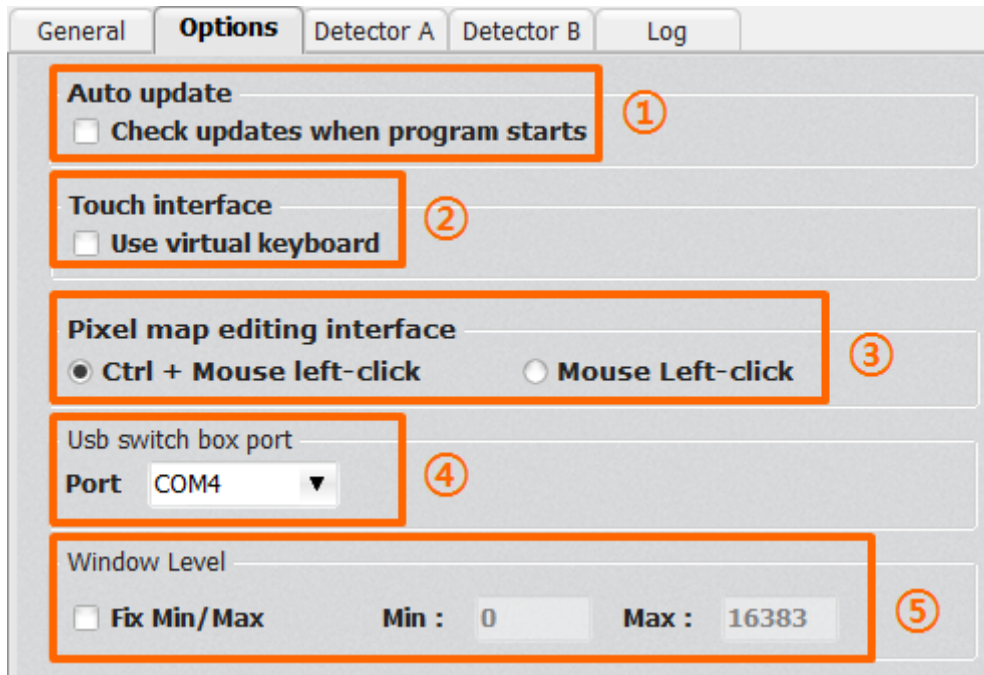 General Options Detector A Detector B Log
Auto update
Check updates when program starts
①
Touch interface
Use virtual keyboard
②
Pixel map editing interface
Ctrl + Mouse left-click Mouse Left-click
③
Usb switch box port
Port COM4 ▼
④
Window Level
Fix Min/Max Min : 0 Max : 16383
⑤